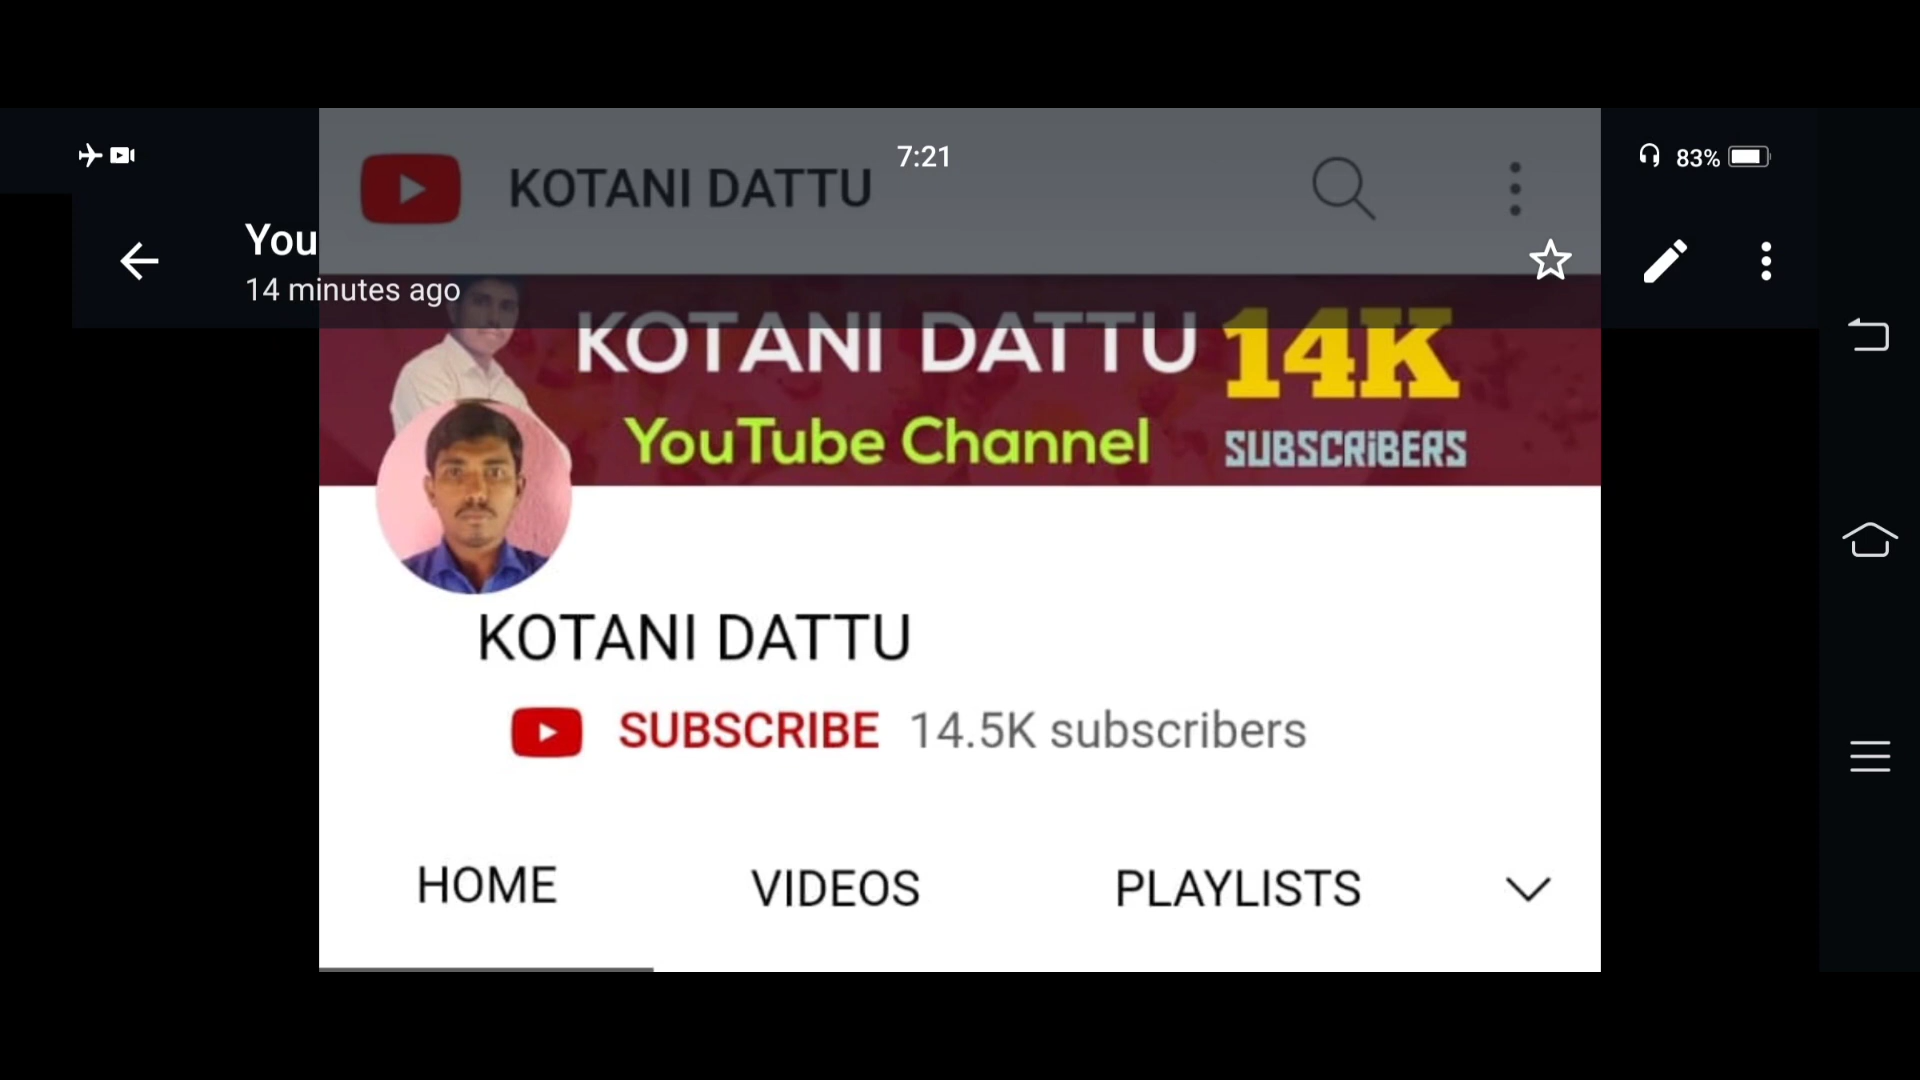 7:21
83%
KOTANI DATTU
You
14 minutes ago
KOTANI DATTU 14K
YouTube Channel SUBSCRiBERS
KOTANI DATTU
SUBSCRIBE 14.5K subscribers
HOME VIDEOS PLAYLISTS